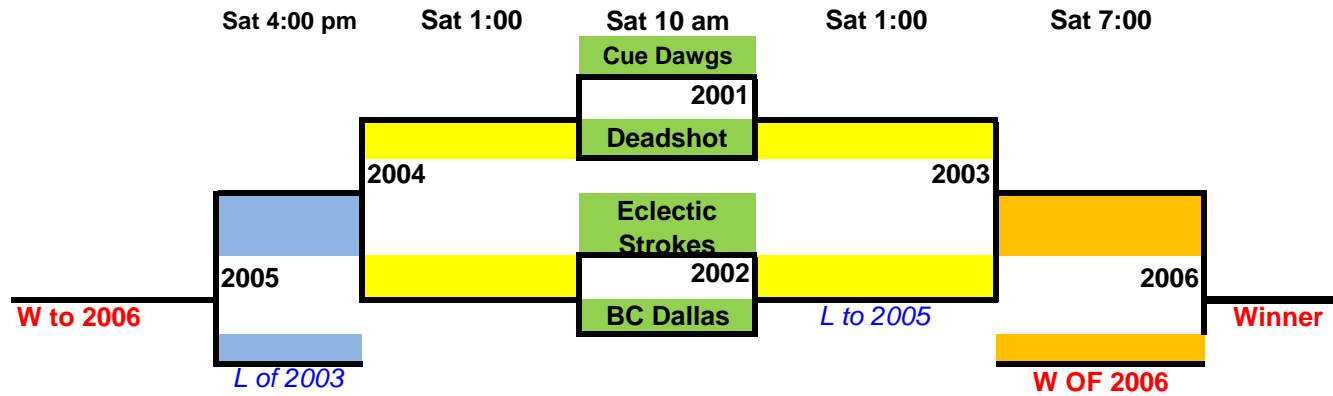 Sat 4:00 pm Sat 1:00 Sat 10 am Sat 1:00 Sat 7:00
Cue Dawgs
2001
Deadshot
2004 2003
Eclectic
Strokes
2005 2002 2006
W to 2006 BC Dallas L to 2005 Winner
L of 2003 W OF 2006